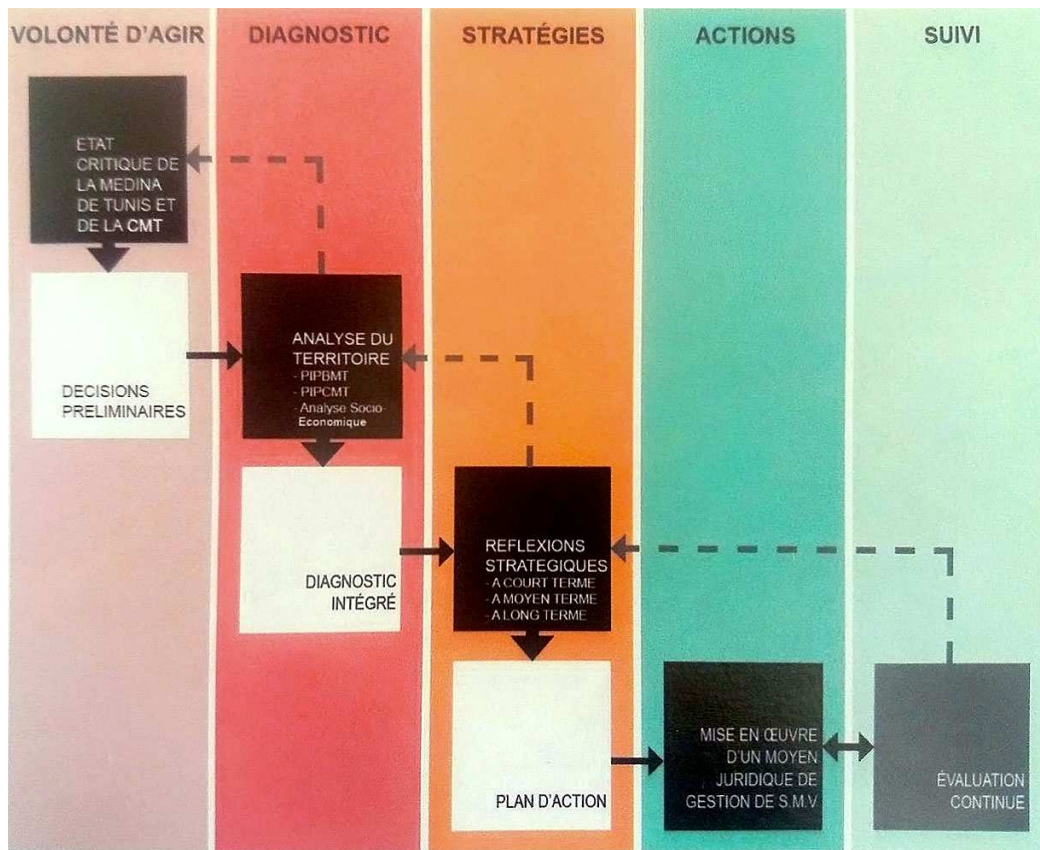 VOLONTÉ D'AGIR
DIAGNOSTIC
STRATÉGIES
ACTIONS
SUIVI
ETAT
CRITIQUE DE
LA MEDINA
DE TUNIS ET
DE LA CMT
DECISIONS
PRELIMINAIRES
ANALYSE DU
TERRITOIRE
- PIPBMT
- PIPCMT
- Analyse Socio-
Economique
DIAGNOSTIC
INTÉGRÉ
REFLEXIONS
STRATEGIQUES
- A COURT TERME
- A MOYEN TERME
- A LONG TERME
PLAN D'ACTION
MISE EN ŒUVRE
D'UN MOYEN
JURIDIQUE DE
GESTION DE S.M.V
ÉVALUATION
CONTINUE